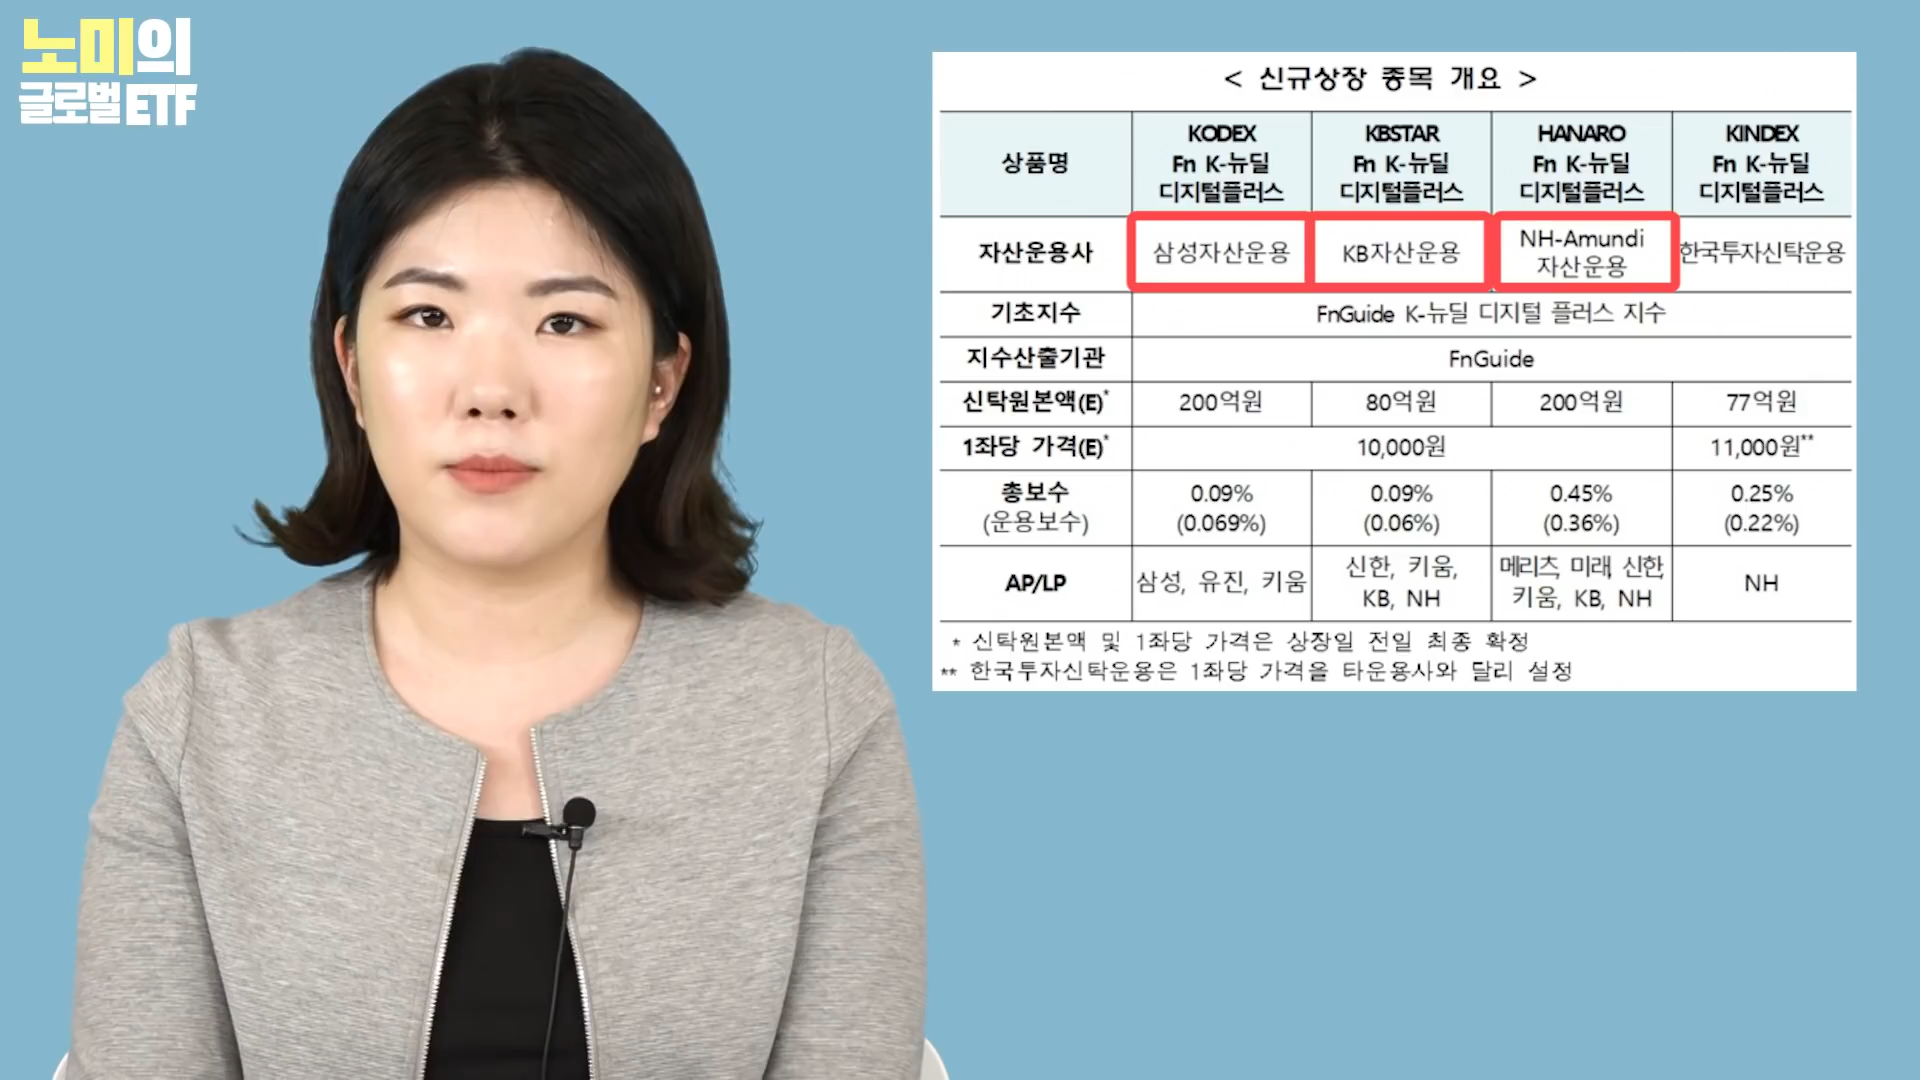 노미의
글로벌 ETF
< 신규상장 종목 개요 >
상품명
KODEX
Fn K-뉴딜
디지털플러스
KBSTAR
Fn K-뉴딜
디지털플러스
HANARO
Fn K-뉴딜
디지털플러스
KINDEX
Fn K-뉴딜
디지털플러스
자산운용사
삼성자산운용
KB자산운용
NH-Amundi
자산운용
한국투자신탁운용
기초지수
FnGuide K-뉴딜 디지털 플러스 지수
지수산출기관
FnGuide
신탁원본액(E)*
200억원
80억원
200억원
77억원
1좌당 가격(E)*
10,000원
11,000원**
총보수
(운용보수)
0.09%
(0.069%)
0.09%
(0.06%)
0.45%
(0.36%)
0.25%
(0.22%)
AP/LP
삼성, 유진, 키움
신한, 키움,
KB, NH
메리츠, 미래, 신한,
키움, KB, NH
NH
* 신탁원본액 및 1좌당 가격은 상장일 전일 최종 확정
** 한국투자신탁운용은 1좌당 가격을 타운용사와 달리 설정